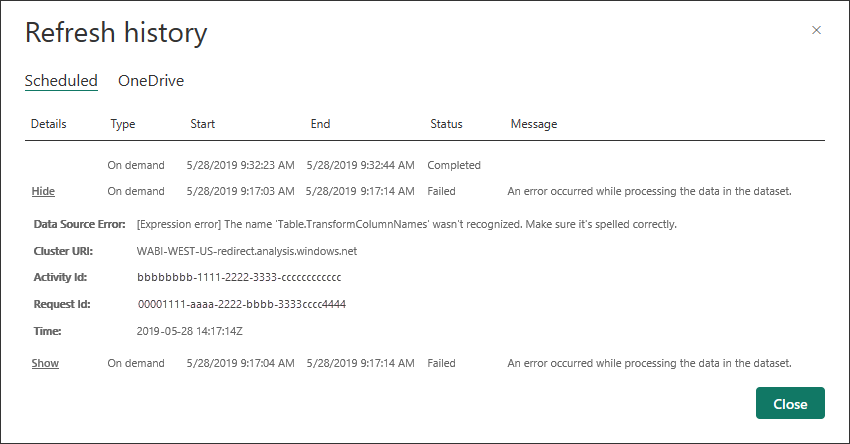 Refresh history
Scheduled OneDrive
Details Type Start End Status Message
On demand 5/28/2019 9:32:23 AM 5/28/2019 9:32:44 AM Completed
Hide On demand 5/28/2019 9:17:03 AM 5/28/2019 9:17:14 AM Failed An error occurred while processing the data in the dataset.
Data Source Error: [Expression error] The name 'Table.TransformColumnNames' wasn't recognized. Make sure it's spelled correctly.
Cluster URI: WABI-WEST-US-redirect.analysis.windows.net
Activity Id: bbbbbbbb-1111-2222-3333-cccccccccccc
Request Id: 00001111-aaaa-2222-bbbb-3333cccc4444
Time: 2019-05-28 14:17:14Z
Show On demand 5/28/2019 9:17:04 AM 5/28/2019 9:17:14 AM Failed An error occurred while processing the data in the dataset.
Close